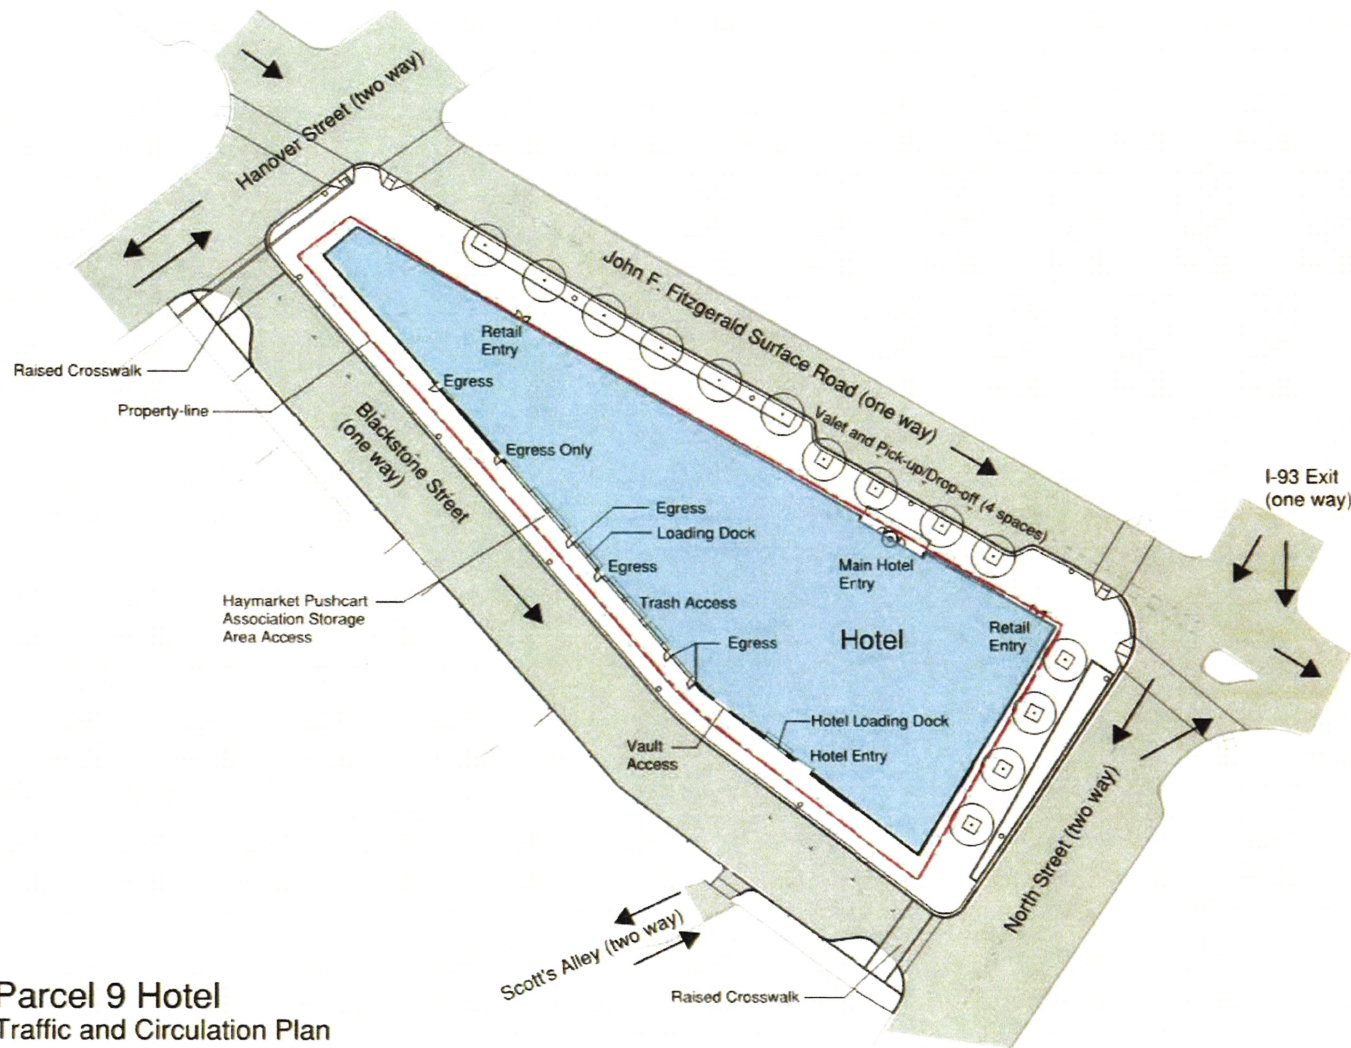 Hanover Street (two way)
John F. Fitzgerald Surface Road (one way)
Valet and Pick-up/Drop-off (4 spaces)
I-93 Exit
(one way)
Retail
Entry
Raised Crosswalk
Egress
Property-line
Blackstone Street
(one way)
Egress Only
Egress
Loading Dock
Egress
Main Hotel
Entry
Haymarket Pushcart
Association Storage
Area Access
Trash Access
Egress
Hotel
Retail
Entry
Hotel Loading Dock
Vault
Access
Hotel Entry
North Street (two way)
Scott's Alley (two way)
Raised Crosswalk
Parcel 9 Hotel
Traffic and Circulation Plan